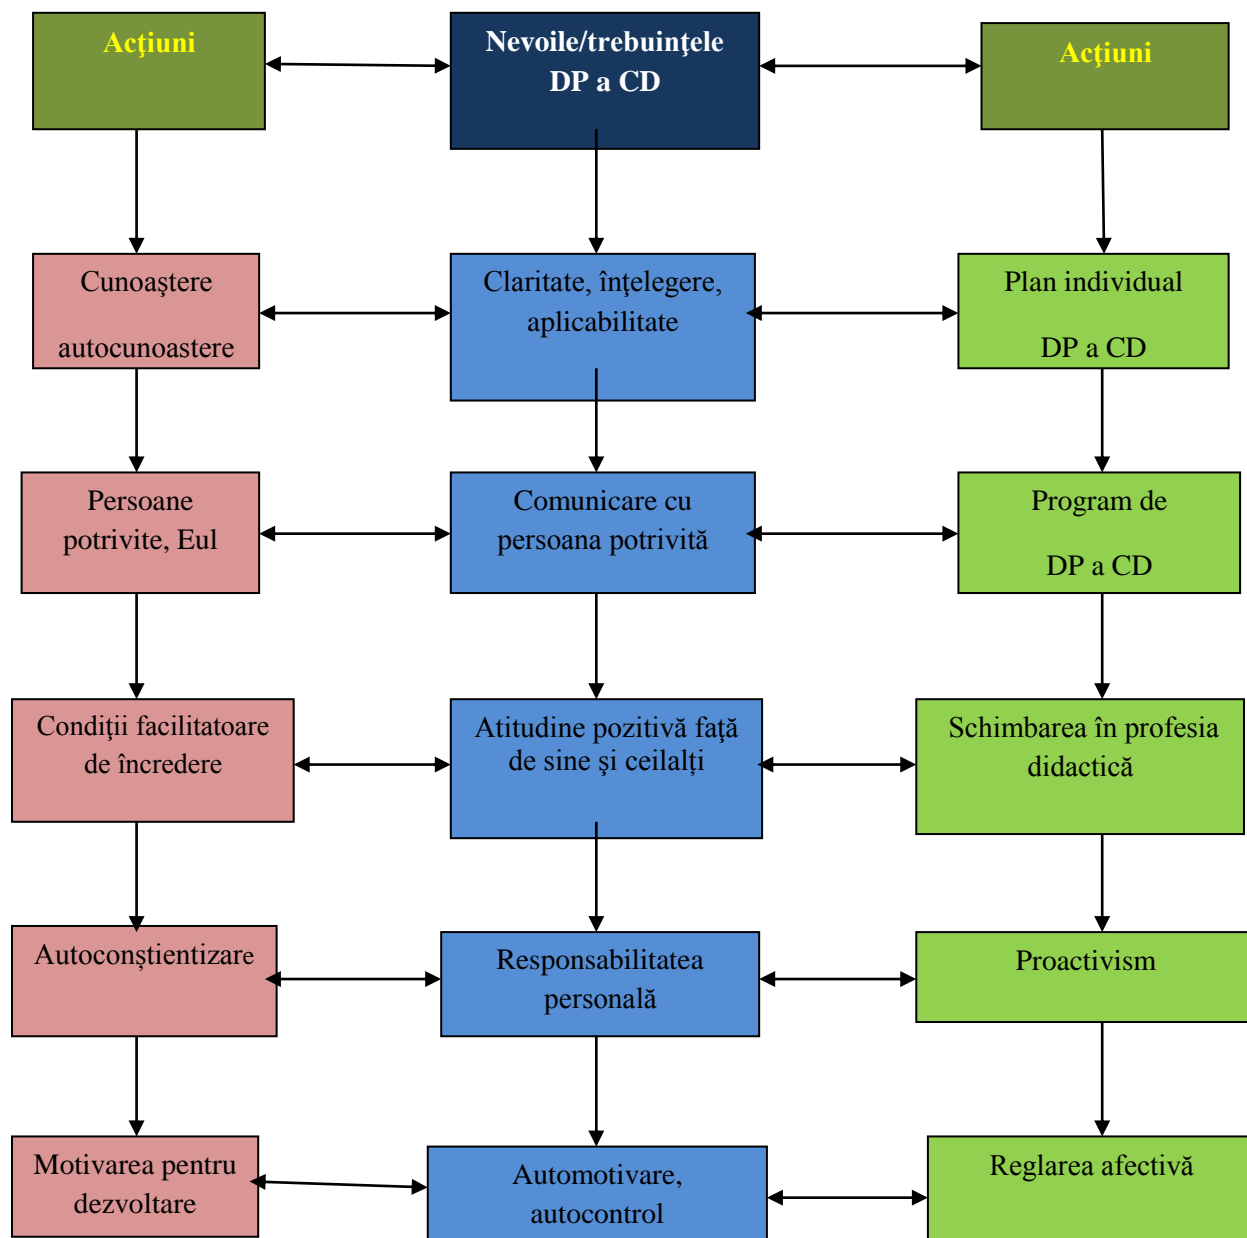 Acţiuni
Nevoile/trebuinţele
DP a CD
Acţiuni
Cunoaştere
autocunoastere
Claritate, înţelegere,
aplicabilitate
Plan individual
DP a CD
Persoane
potrivite, Eul
Comunicare cu
persoana potrivită
Program de
DP a CD
Condiţii facilitatoare
de încredere
Atitudine pozitivă faţă
de sine şi ceilalți
Schimbarea în profesia
didactică
Autoconștientizare
Responsabilitatea
personală
Proactivism
Motivarea pentru
dezvoltare
Automotivare,
autocontrol
Reglarea afectivă